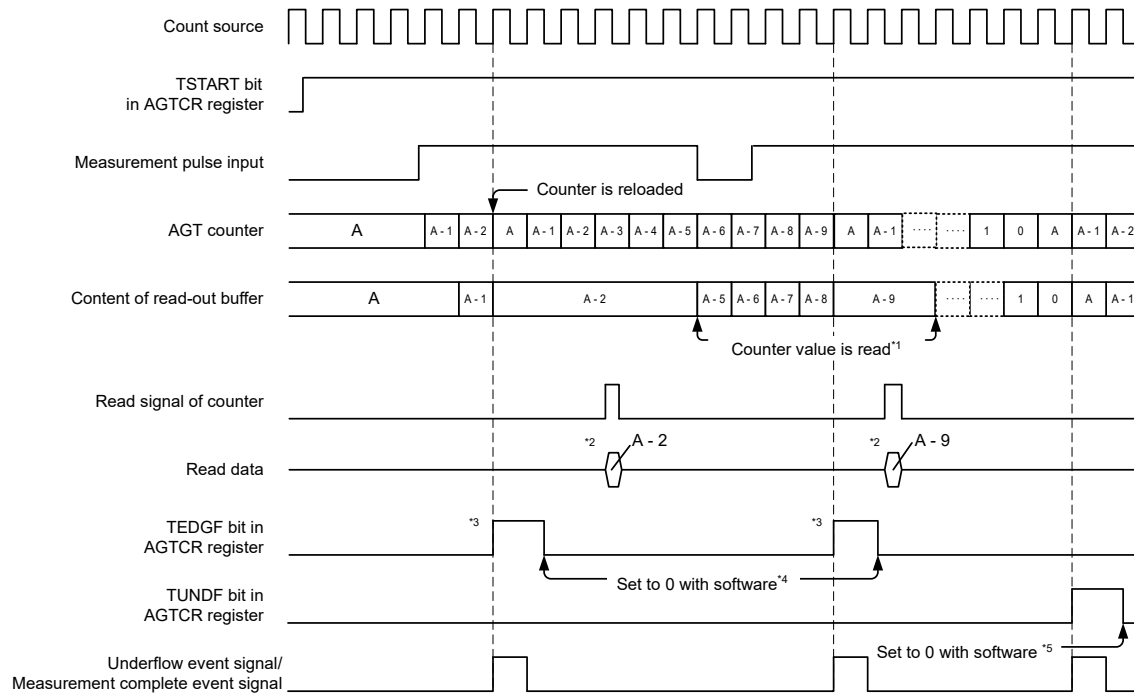 Count source
TSTART bit
in AGTCR register
Measurement pulse input
Counter is reloaded
AGT counter
A A - 1 A - 2 A A - 1 A - 2 A - 3 A - 4 A - 5 A - 6 A - 7 A - 8 A - 9 A A - 1 ···· ···· 1 0 A A - 1 A - 2
Content of read-out buffer
A A - 1 A - 2 A - 5 A - 6 A - 7 A - 8 A - 9 ···· ···· 1 0 A A - 1
Counter value is read*1
Read signal of counter
*2 A - 2 *2 A - 9
Read data
*3 *3
TEDGF bit in
AGTCR register
Set to 0 with software*4
TUNDF bit in
AGTCR register
Set to 0 with software *5
Underflow event signal/
Measurement complete event signal